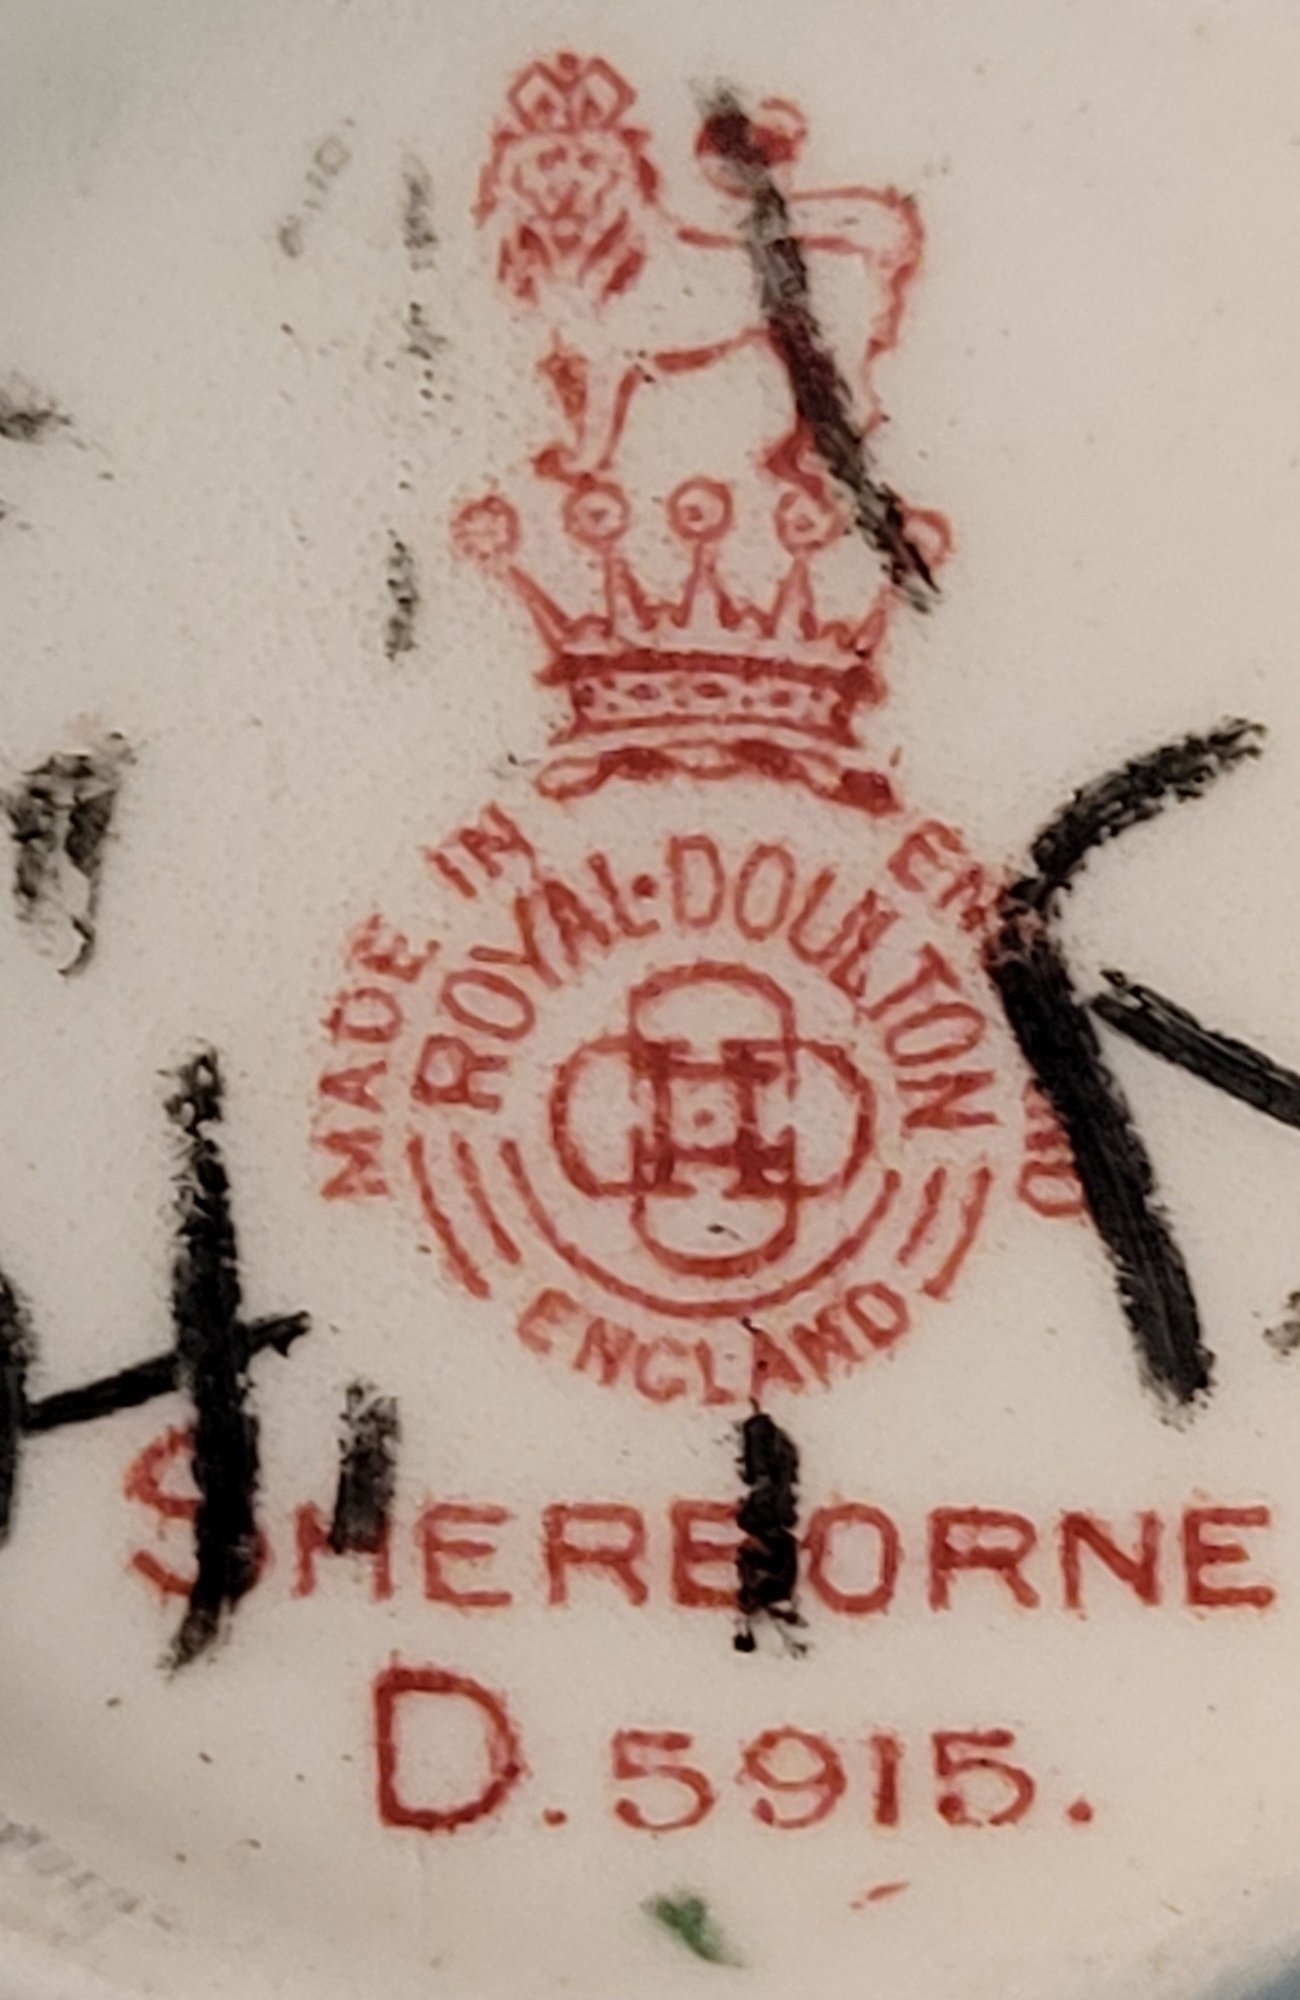 MADE IN ENGLAND
ROYAL·DOULTON
ENGLAND
SHERBORNE
D.5915.
H
K